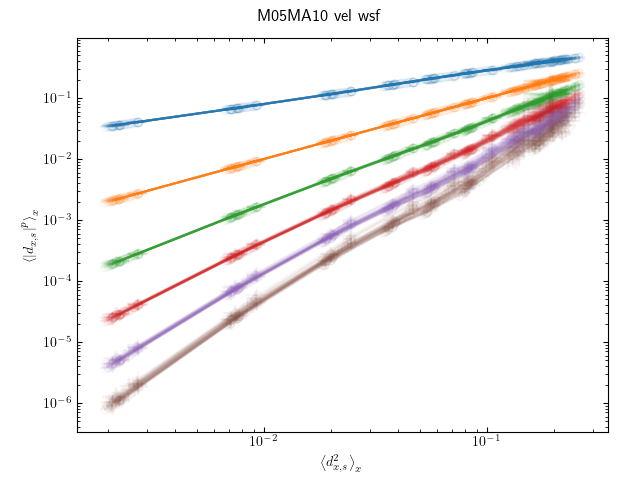 M05MA10 vel wsf
10⁻¹
10⁻²
10⁻³
10⁻⁴
10⁻⁵
10⁻⁶
⟨|d_{x,s}|^p⟩_x
10⁻² 10⁻¹
⟨d²_{x,s}⟩_x